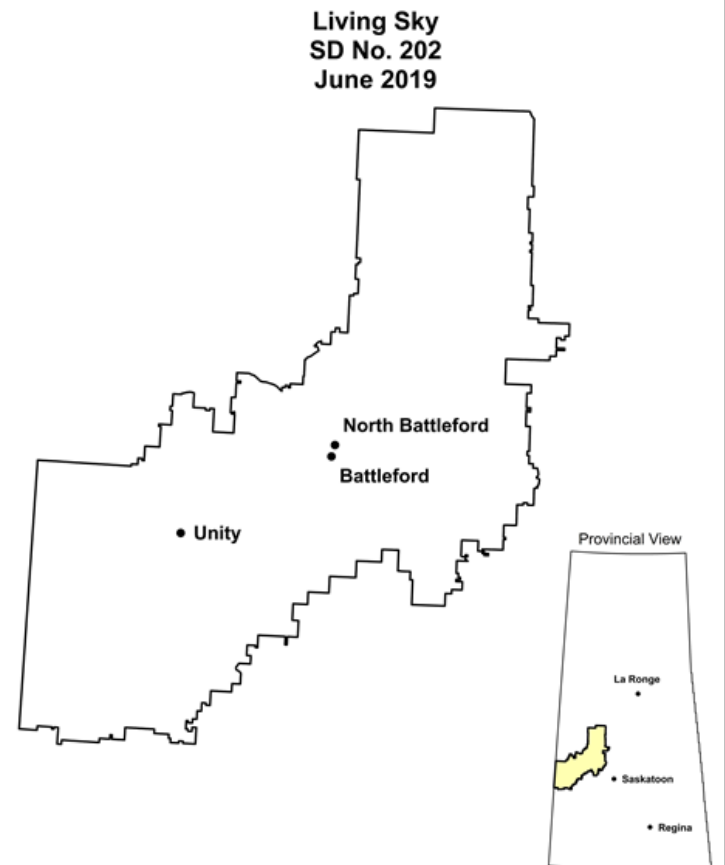 Living Sky
SD No. 202
June 2019
North Battleford
Battleford
Unity
Provincial View
La Ronge
Saskatoon
Regina